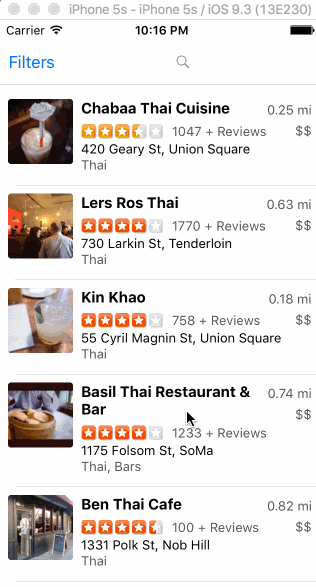 iPhone 5s - iPhone 5s / iOS 9.3 (13E230)
Carrier 10:16 PM
Filters
Chabaa Thai Cuisine 0.25 mi
1047 + Reviews $$
420 Geary St, Union Square
Thai
Lers Ros Thai 0.63 mi
1770 + Reviews $$
730 Larkin St, Tenderloin
Thai
Kin Khao 0.18 mi
758 + Reviews $$
55 Cyril Magnin St, Union Square
Thai
Basil Thai Restaurant & 0.74 mi
Bar $$
1233 + Reviews
1175 Folsom St, SoMa
Thai, Bars
Ben Thai Cafe 0.82 mi
100 + Reviews $$
1331 Polk St, Nob Hill
Thai